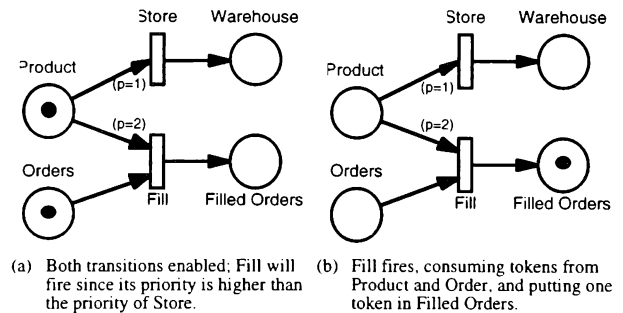 Store Warehouse
Product
(p=1)
(p=2)
Orders
Fill Filled Orders
Store Warehouse
Product
(p=1)
(p=2)
Orders
Fill Filled Orders
(a) Both transitions enabled; Fill will
fire since its priority is higher than
the priority of Store.
(b) Fill fires, consuming tokens from
Product and Order, and putting one
token in Filled Orders.